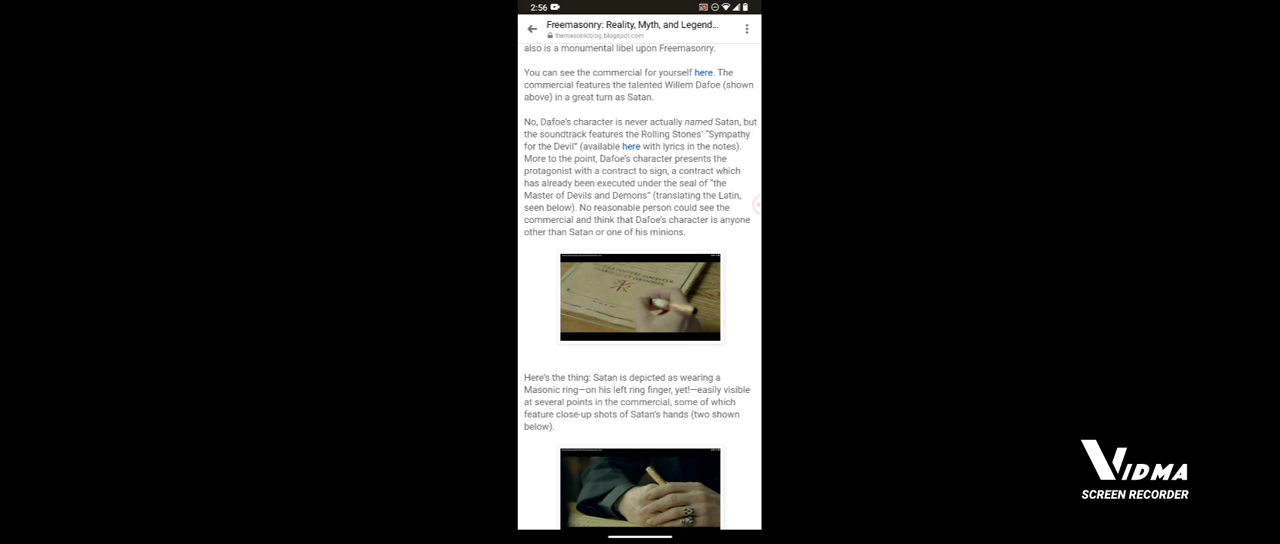 2:56
Freemasonry: Reality, Myth, and Legend...
themasonicblog.blogspot.com
also is a monumental libel upon Freemasonry.
You can see the commercial for yourself here. The
commercial features the talented Willem Dafoe (shown
above) in a great turn as Satan.
No, Dafoe's character is never actually named Satan, but
the soundtrack features the Rolling Stones' “Sympathy
for the Devil” (available here with lyrics in the notes).
More to the point, Dafoe's character presents the
protagonist with a contract to sign, a contract which
has already been executed under the seal of “the
Master of Devils and Demons” (translating the Latin,
seen below). No reasonable person could see the
commercial and think that Dafoe's character is anyone
other than Satan or one of his minions.
Here's the thing: Satan is depicted as wearing a
Masonic ring—on his left ring finger, yet!—easily visible
at several points in the commercial, some of which
feature close-up shots of Satan's hands (two shown
below).
VIDMA
SCREEN RECORDER